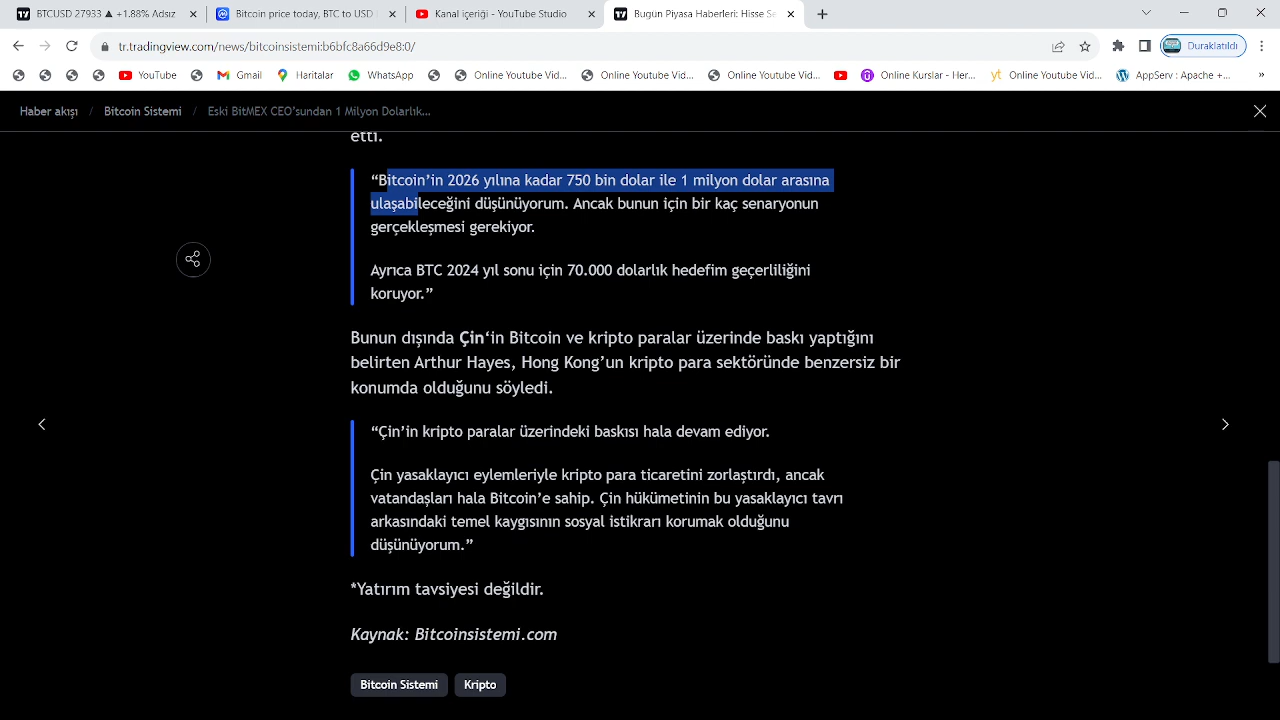 BTCUSD 27933 ▲ +1.88% Adsız
Bitcoin price today, BTC to USD l
Kanal içeriği - YouTube Studio
Bugün Piyasa Haberleri: Hisse Se
tr.tradingview.com/news/bitcoinsistemi:b6bfc8a66d9e8:0/
Duraklatıldı
YouTube
Gmail
Haritalar
WhatsApp
Online Youtube Vid...
Online Youtube Vid...
Online Youtube Vid...
Online Kurslar - Her...
Online Youtube Vid...
AppServ : Apache +...
»
Haber akışı / Bitcoin Sistemi / Eski BitMEX CEO'sundan 1 Milyon Dolarlık...
etti.
“Bitcoin’in 2026 yılına kadar 750 bin dolar ile 1 milyon dolar arasına
ulaşabileceğini düşünüyorum. Ancak bunun için bir kaç senaryonun
gerçekleşmesi gerekiyor.
Ayrıca BTC 2024 yıl sonu için 70.000 dolarlık hedefim geçerliliğini
koruyor.”
Bunun dışında Çin‘in Bitcoin ve kripto paralar üzerinde baskı yaptığını
belirten Arthur Hayes, Hong Kong’un kripto para sektöründe benzersiz bir
konumda olduğunu söyledi.
“Çin’in kripto paralar üzerindeki baskısı hala devam ediyor.
Çin yasaklayıcı eylemleriyle kripto para ticaretini zorlaştırdı, ancak
vatandaşları hala Bitcoin’e sahip. Çin hükümetinin bu yasaklayıcı tavrı
arkasındaki temel kaygısının sosyal istikrarı korumak olduğunu
düşünüyorum.”
*Yatırım tavsiyesi değildir.
Kaynak: Bitcoinsistemi.com
Bitcoin Sistemi
Kripto